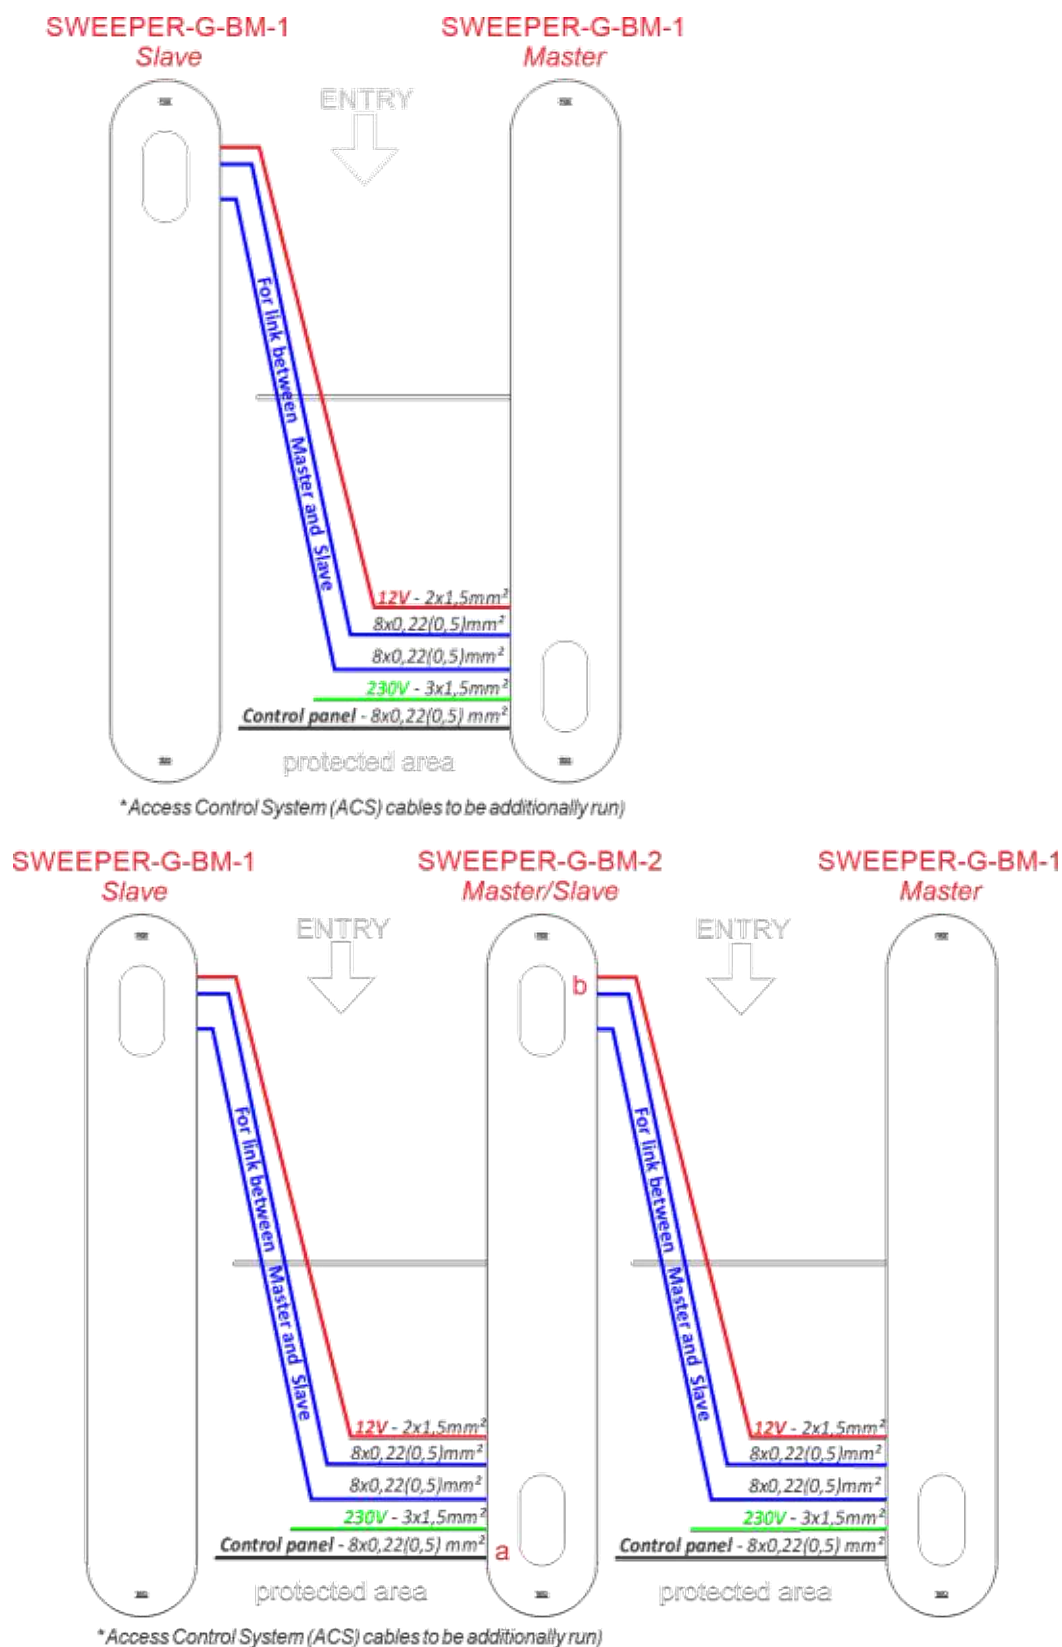 SWEEPER-G-BM-1 SWEEPER-G-BM-1
Slave Master
ENTRY
For link between Master and Slave
12V - 2x1,5mm²
8x0,22(0,5)mm²
8x0,22(0,5)mm²
230V - 3x1,5mm²
Control panel - 8x0,22(0,5) mm²
protected area
*Access Control System (ACS) cables to be additionally run)
SWEEPER-G-BM-1 SWEEPER-G-BM-2 SWEEPER-G-BM-1
Slave Master/Slave Master
ENTRY ENTRY
b
For link between Master and Slave For link between Master and Slave
12V - 2x1,5mm² 12V - 2x1,5mm²
8x0,22(0,5)mm² 8x0,22(0,5)mm²
8x0,22(0,5)mm² 8x0,22(0,5)mm²
230V - 3x1,5mm² 230V - 3x1,5mm²
Control panel - 8x0,22(0,5) mm² a Control panel - 8x0,22(0,5) mm²
protected area protected area
*Access Control System (ACS) cables to be additionally run)